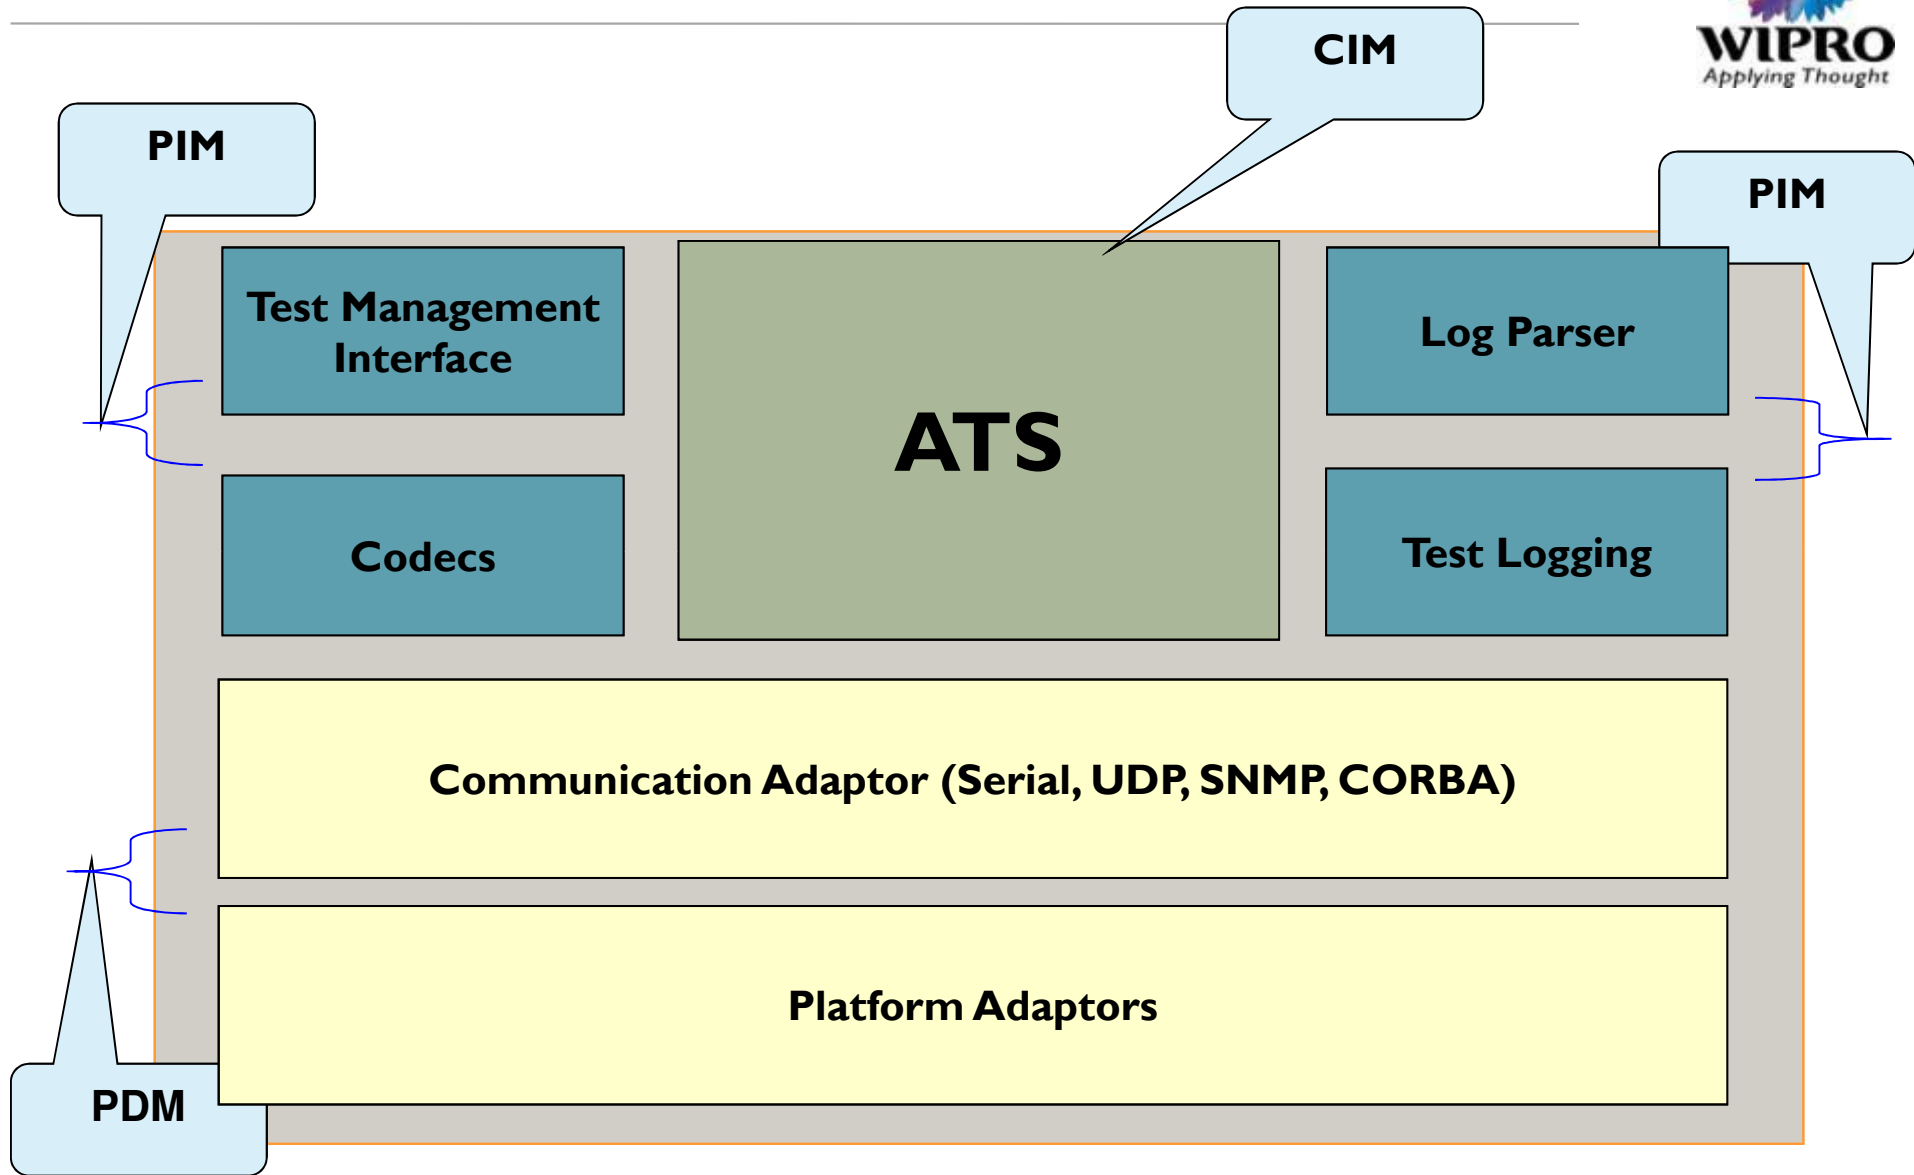 CIM
WIPRO
Applying Thought
PIM
PIM
Test Management
Interface
ATS
Log Parser
Codecs
Test Logging
Communication Adaptor (Serial, UDP, SNMP, CORBA)
Platform Adaptors
PDM